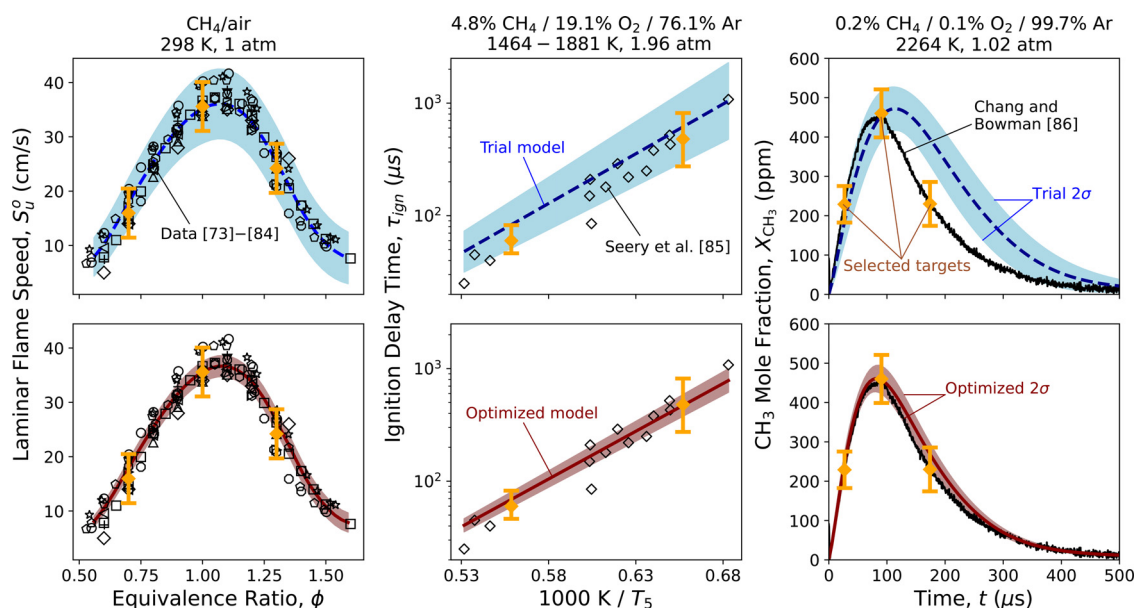 CH₄/air
298 K, 1 atm
4.8% CH₄ / 19.1% O₂ / 76.1% Ar
1464 − 1881 K, 1.96 atm
0.2% CH₄ / 0.1% O₂ / 99.7% Ar
2264 K, 1.02 atm
Laminar Flame Speed, Sᵤᵒ (cm/s)
40
30
20
10
Data [73]−[84]
Ignition Delay Time, τ_ign (μs)
10³
10²
Trial model
Seery et al. [85]
CH₃ Mole Fraction, X_CH₃ (ppm)
600
500
400
300
200
100
0
Chang and
Bowman [86]
Trial 2σ
Selected targets
40
30
20
10
0.50
0.75
1.00
1.25
1.50
Equivalence Ratio, ϕ
10³
10²
Optimized model
0.53
0.58
0.63
0.68
1000 K / T₅
600
500
400
300
200
100
0
Optimized 2σ
0
100
200
300
400
500
Time, t (μs)